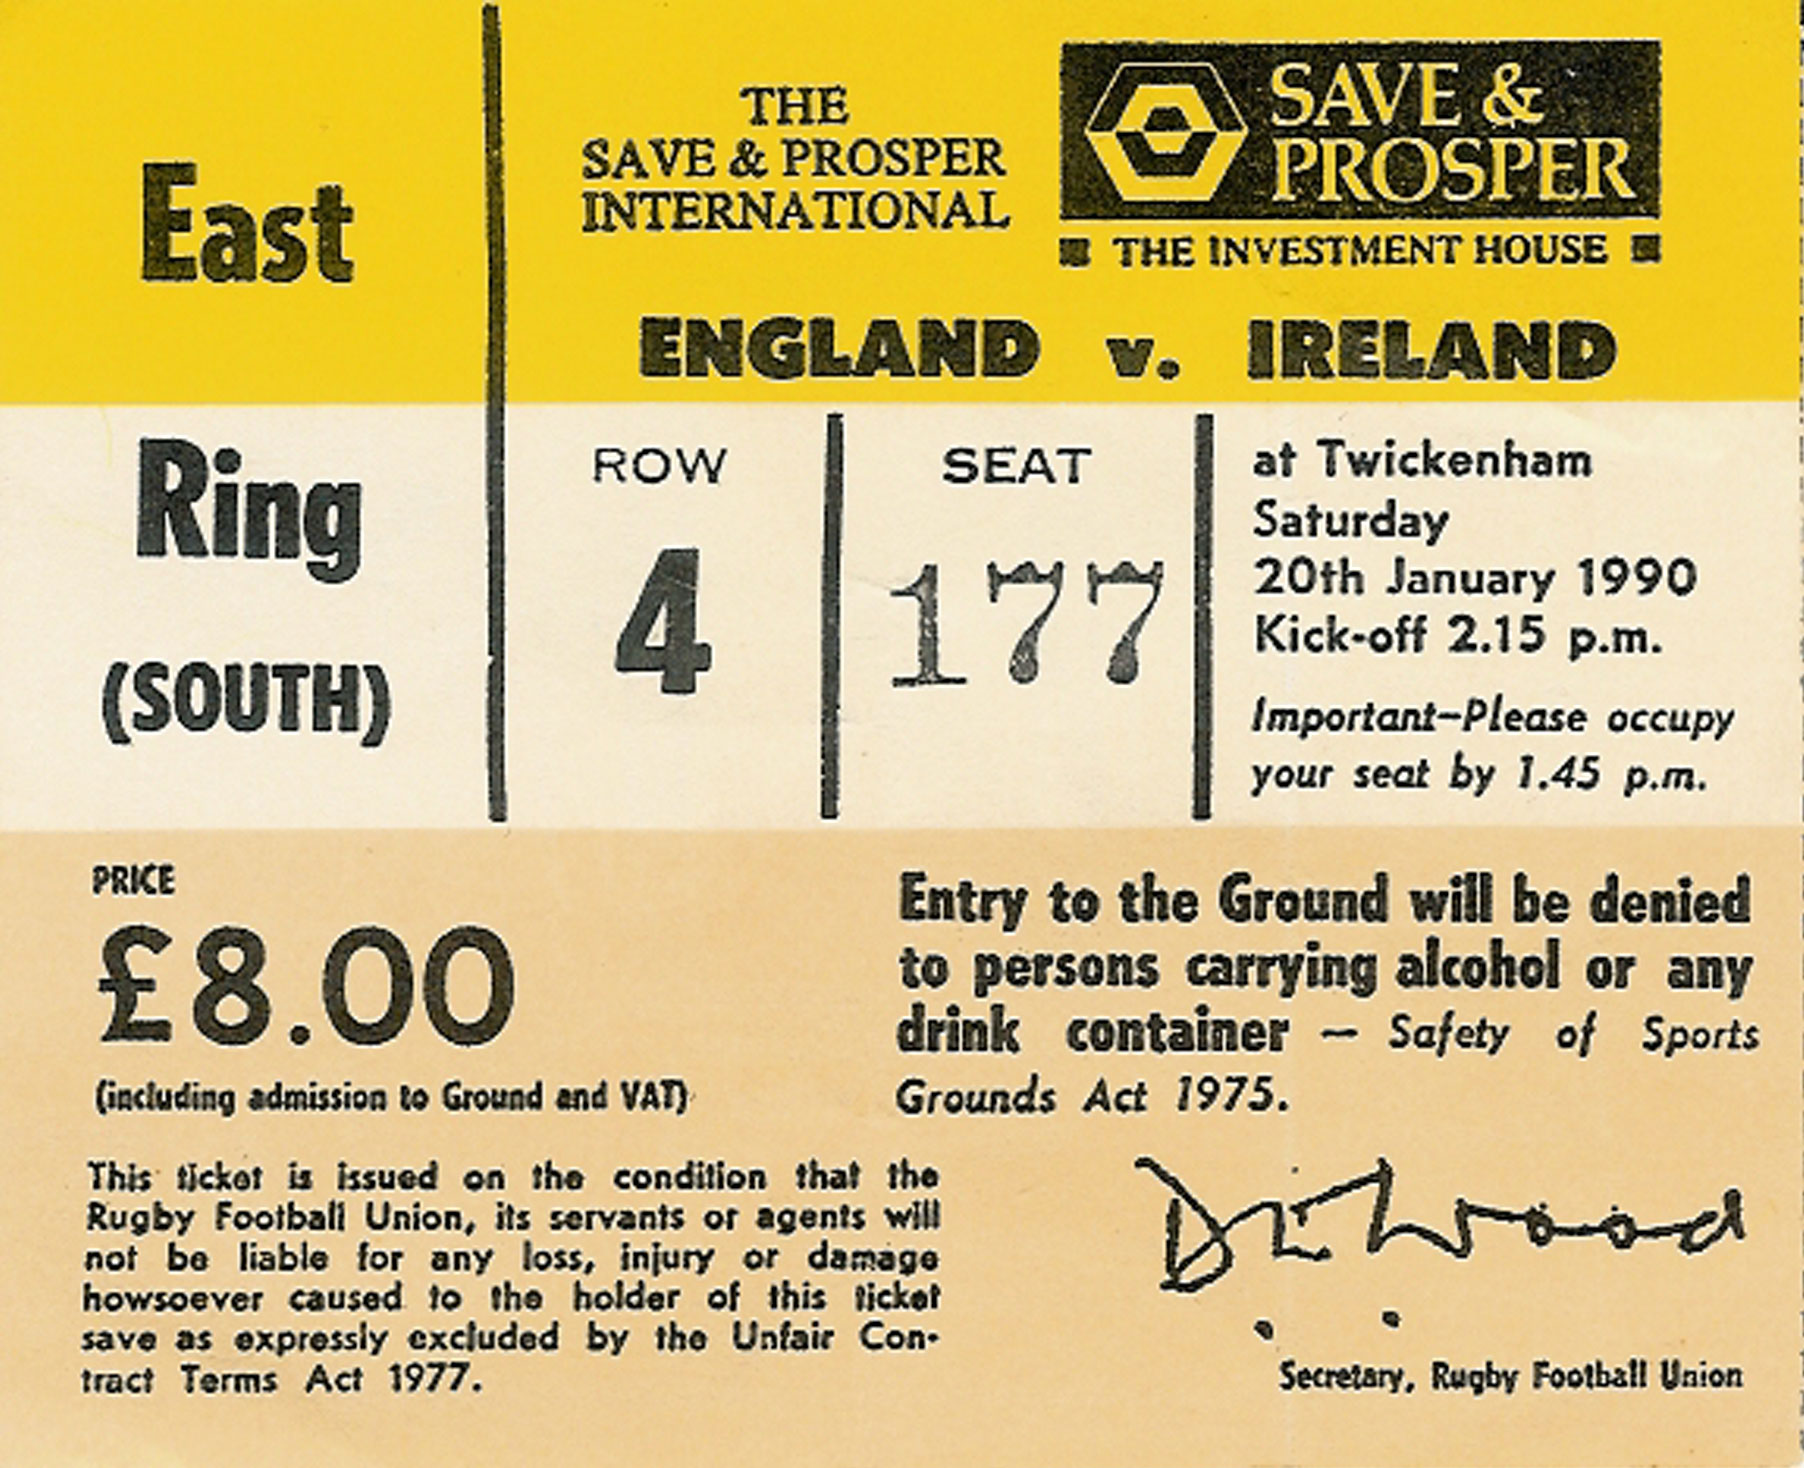 East
Ring
(SOUTH)
THE
SAVE & PROSPER
INTERNATIONAL
SAVE &
PROSPER
THE INVESTMENT HOUSE
ENGLAND v. IRELAND
ROW
4
SEAT
177
at Twickenham
Saturday
20th January 1990
Kick-off 2.15 p.m.
Important–Please occupy
your seat by 1.45 p.m.
PRICE
£8.00
(including admission to Ground and VAT)
This ticket is issued on the condition that the
Rugby Football Union, its servants or agents will
not be liable for any loss, injury or damage
howsoever caused to the holder of this ticket
save as expressly excluded by the Unfair Con-
tract Terms Act 1977.
Entry to the Ground will be denied
to persons carrying alcohol or any
drink container – Safety of Sports
Grounds Act 1975.
Wood
Secretary, Rugby Football Union